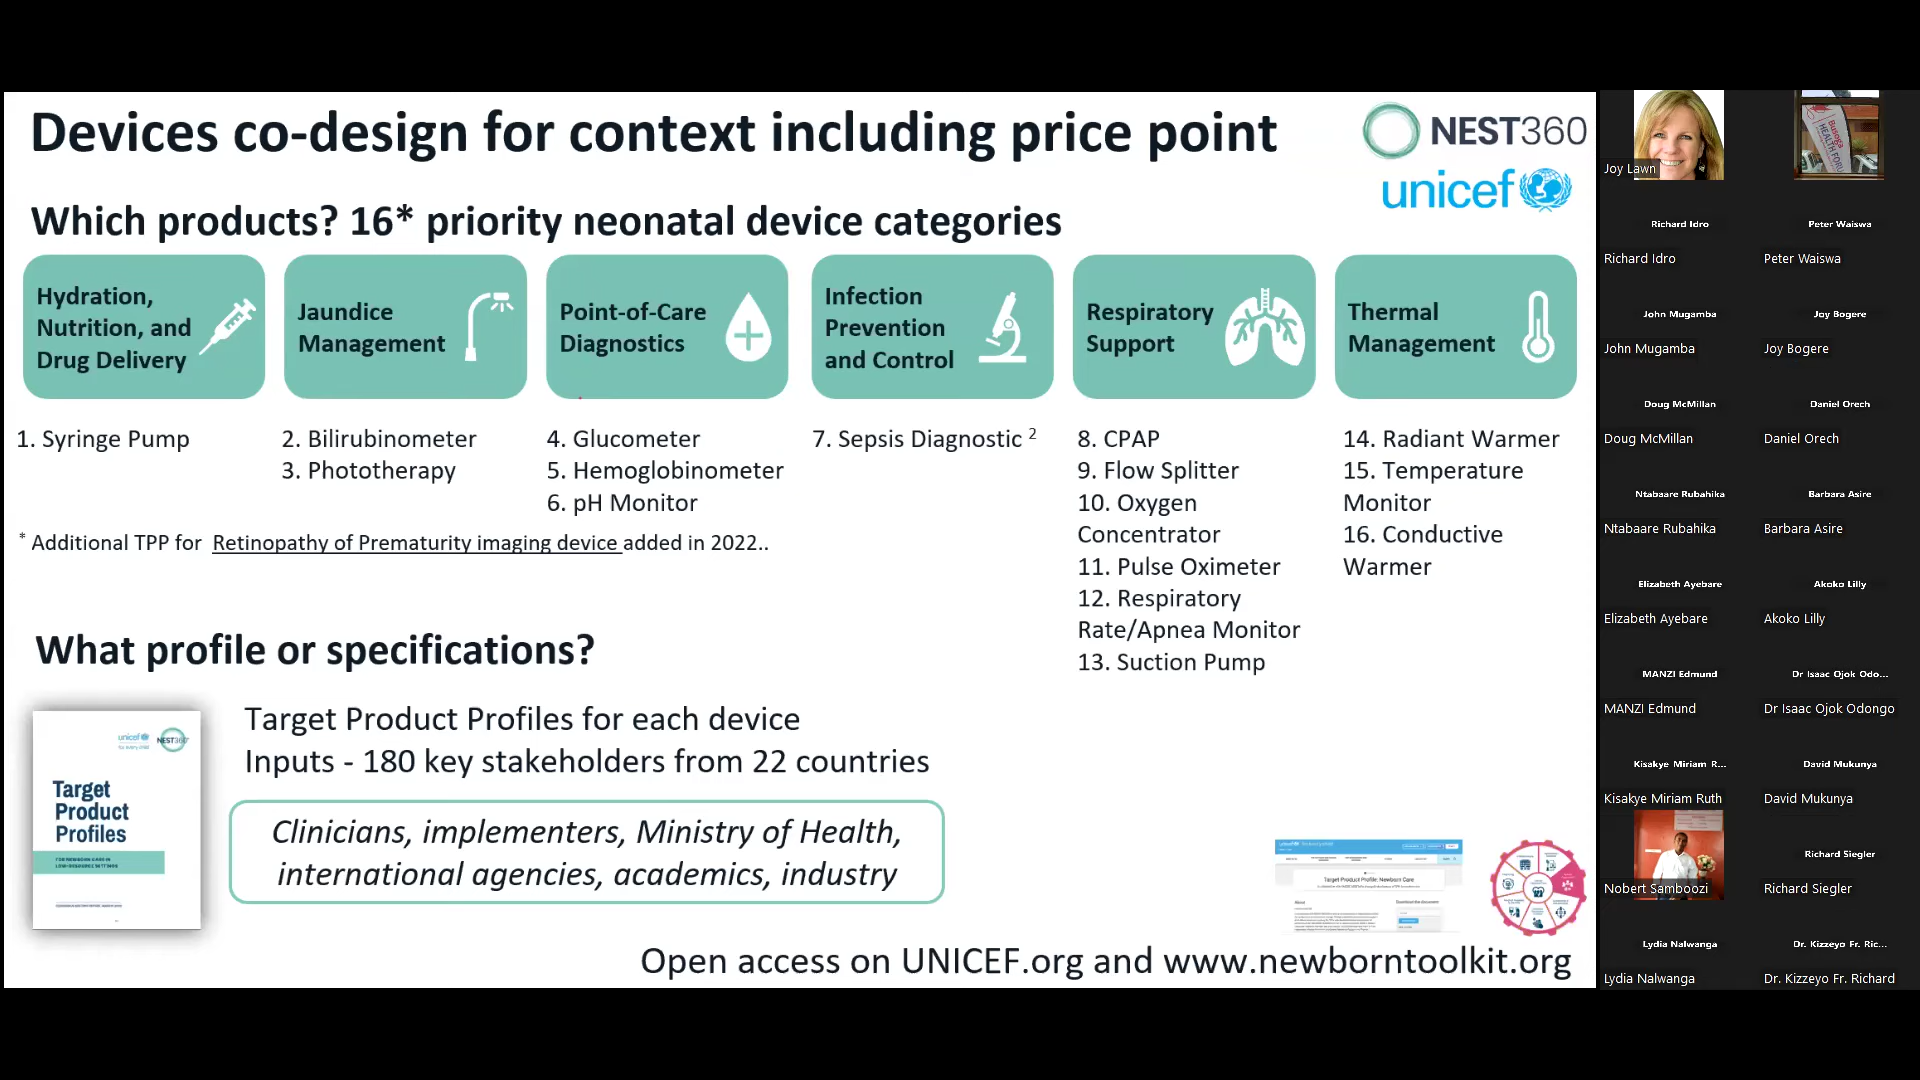 Devices co-design for context including price point
NEST360
unicef
Which products? 16* priority neonatal device categories
Hydration,
Nutrition, and
Drug Delivery
Jaundice
Management
Point-of-Care
Diagnostics
Infection
Prevention
and Control
Respiratory
Support
Thermal
Management
1. Syringe Pump
2. Bilirubinometer
3. Phototherapy
4. Glucometer
5. Hemoglobinometer
6. pH Monitor
7. Sepsis Diagnostic 2
8. CPAP
9. Flow Splitter
10. Oxygen
Concentrator
11. Pulse Oximeter
12. Respiratory
Rate/Apnea Monitor
13. Suction Pump
14. Radiant Warmer
15. Temperature
Monitor
16. Conductive
Warmer
* Additional TPP for Retinopathy of Prematurity imaging device added in 2022..
What profile or specifications?
unicef
for every child
NEST360
Target
Product
Profiles
FOR NEWBORN CARE IN
LOW-RESOURCE SETTINGS
Target Product Profiles for each device
Inputs - 180 key stakeholders from 22 countries
Clinicians, implementers, Ministry of Health,
international agencies, academics, industry
Target Product Profile: Newborn Care
Open access on UNICEF.org and www.newborntoolkit.org
Joy Lawn
Busoga
HEALTH FORUM
Richard Idro
Richard Idro
Peter Waiswa
Peter Waiswa
John Mugamba
John Mugamba
Joy Bogere
Joy Bogere
Doug McMillan
Doug McMillan
Daniel Orech
Daniel Orech
Ntabaare Rubahika
Ntabaare Rubahika
Barbara Asire
Barbara Asire
Elizabeth Ayebare
Elizabeth Ayebare
Akoko Lilly
Akoko Lilly
MANZI Edmund
MANZI Edmund
Dr Isaac Ojok Odo...
Dr Isaac Ojok Odongo
Kisakye Miriam R...
Kisakye Miriam Ruth
David Mukunya
David Mukunya
Nobert Samboozi
Richard Siegler
Richard Siegler
Lydia Nalwanga
Lydia Nalwanga
Dr. Kizzeyo Fr. Ric...
Dr. Kizzeyo Fr. Richard